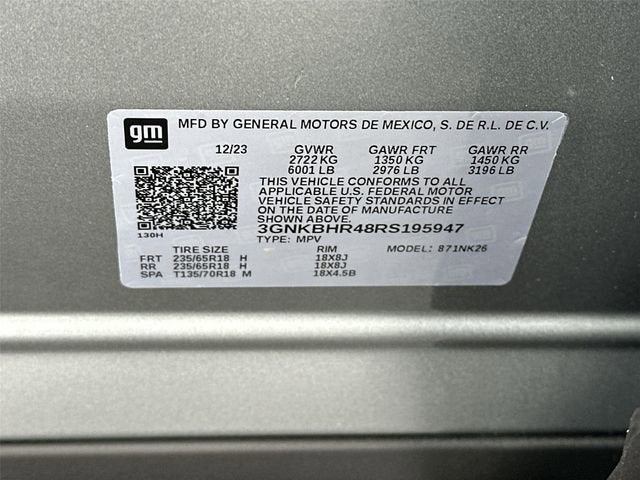 gm MFD BY GENERAL MOTORS DE MEXICO, S. DE R.L. DE C.V.
12/23 GVWR GAWR FRT GAWR RR
2722 KG 1350 KG 1450 KG
6001 LB 2976 LB 3196 LB
THIS VEHICLE CONFORMS TO ALL
APPLICABLE U.S. FEDERAL MOTOR
VEHICLE SAFETY STANDARDS IN EFFECT
ON THE DATE OF MANUFACTURE
SHOWN ABOVE.
3GNKBHR48RS195947
130H
TYPE: MPV MODEL: 871NK26
TIRE SIZE RIM
FRT 235/65R18 H 18X8J
RR 235/65R18 H 18X8J
SPA T135/70R18 M 18X4.5B